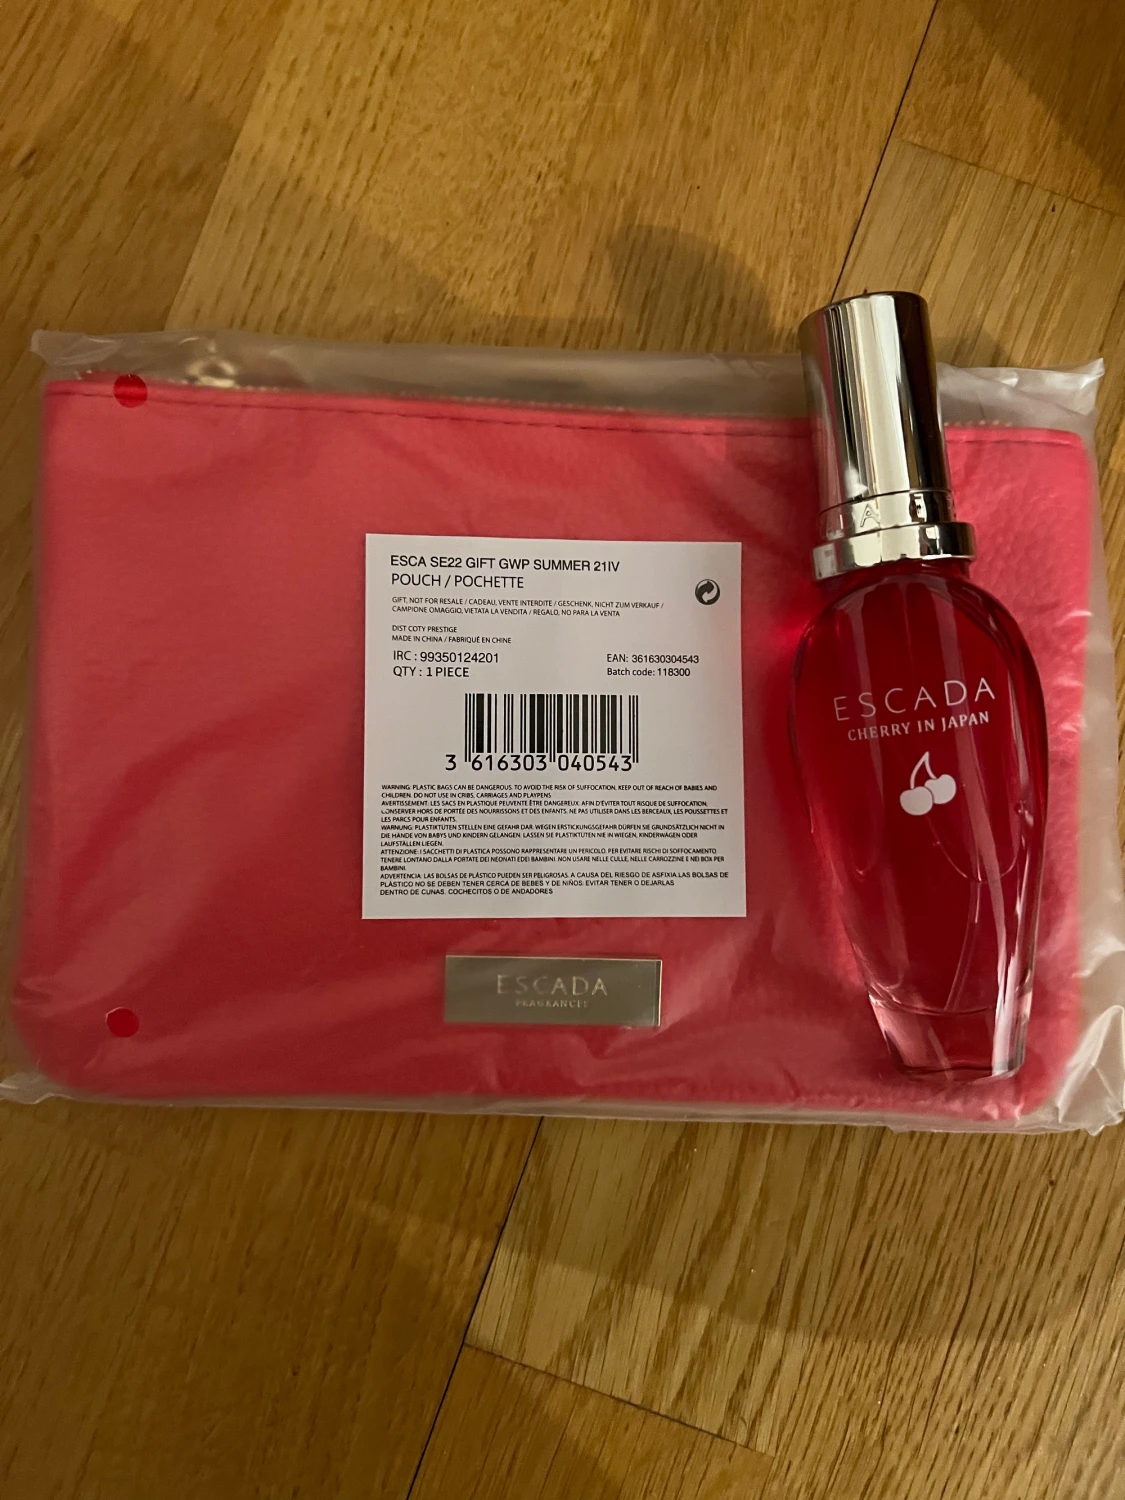 ESCA SE22 GIFT GWP SUMMER 21IV
POUCH / POCHETTE
GIFT, NOT FOR RESALE / CADEAU, VENTE INTERDITE / GESCHENK, NICHT ZUM VERKAUF /
CAMPIONE OMAGGIO, VIETATA LA VENDITA / REGALO, NO PARA LA VENTA
DIST COTY PRESTIGE
MADE IN CHINA / FABRIQUÉ EN CHINE
IRC : 99350124201
EAN: 361630304543
QTY : 1 PIECE
Batch code: 118300
3 616303 040543
WARNING: PLASTIC BAGS CAN BE DANGEROUS. TO AVOID THE RISK OF SUFFOCATION, KEEP OUT OF REACH OF BABIES AND
CHILDREN. DO NOT USE IN CRIBS, CARRIAGES AND PLAYPENS
AVERTISSEMENT: LES SACS EN PLASTIQUE PEUVENTE ÊTRE DANGEREUX. AFIN D'ÉVITER TOUT RISQUE DE SUFFOCATION,
CONSERVER HORS DE PORTÉE DES NOURRISSONS ET DES ENFANTS. NE PAS UTILISER DANS LES BERCEAUX, LES POUSSETTES ET
LES PARCS POUR ENFANTS.
WARNUNG: PLASTIKTÜTEN STELLEN EINE GEFAHR DAR. WEGEN ERSTICKUNGSGEFAHR DÜRFEN SIE GRUNDSÄTZLICH NICHT IN
DIE HÄNDE VON BABYS UND KINDERN GELANGEN. LASSEN SIE PLASTIKTÜTEN NIE IN WIEGEN, KINDERWAGEN ODER
LAUFSTÄLLEN LIEGEN.
ATTENZIONE: I SACCHETTI DI PLASTICA POSSONO RAPPRESENTARE UN PERICOLO. PER EVITARE RISCHI DI SOFFOCAMENTO
TENERE LONTANO DALLA PORTATE DEI NEONATI EDEI BAMBINI. NON USARE NELLE CULLE, NELLE CARROZZINE E NEI BOX PER
BAMBINI.
ADVERTENCIA: LAS BOLSAS DE PLÁSTICO PUEDEN SER PELIGROSAS. A CAUSA DEL RIESGO DE ASFIXIA LAS BOLSAS DE
PLÁSTICO NO SE DEBEN TENER CERCA DE BEBES Y DE NIÑOS: EVITAR TENER O DEJARLAS
DENTRO DE CUNAS. COCHECITOS O DE ANDADORES
ESCADA
FRAGRANCES
ESCADA
CHERRY IN JAPAN